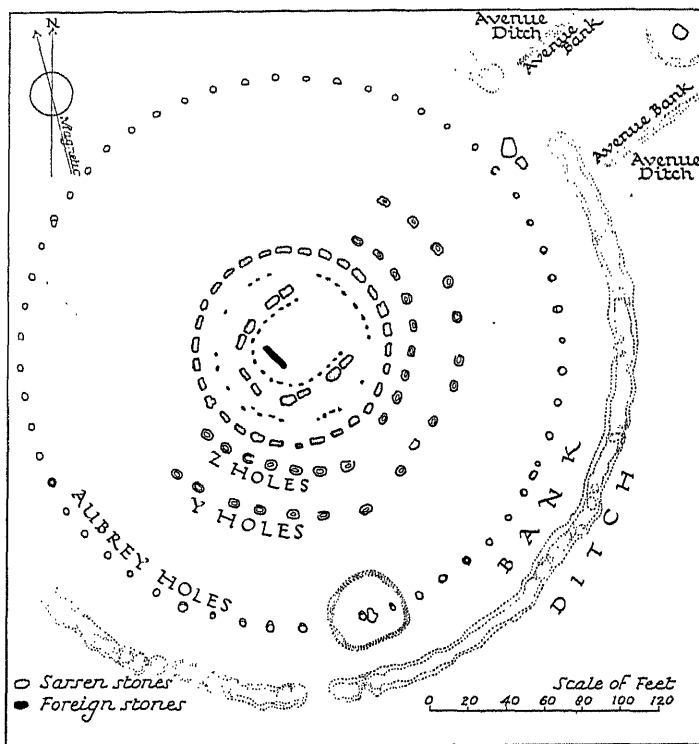 N
Magnetic
Avenue
Ditch
Avenue
Bank
Avenue Bank
Avenue
Ditch
Z HOLES
Y HOLES
AUBREY HOLES
BANK
DITCH
Sarsen stones
Foreign stones
Scale of Feet
0 20 40 60 80 100 120